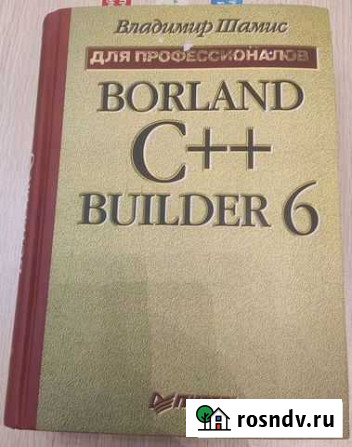 Владимир Шамис
ДЛЯ ПРОФЕССИОНАЛОВ
BORLAND
C++
BUILDER 6
rosndv.ru